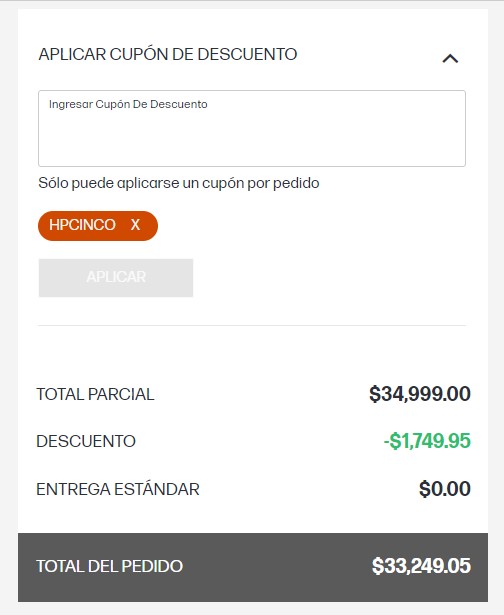 APLICAR CUPÓN DE DESCUENTO
Ingresar Cupón De Descuento
Sólo puede aplicarse un cupón por pedido
HPCINCO X
APLICAR
TOTAL PARCIAL $34,999.00
DESCUENTO -$1,749.95
ENTREGA ESTÁNDAR $0.00
TOTAL DEL PEDIDO $33,249.05